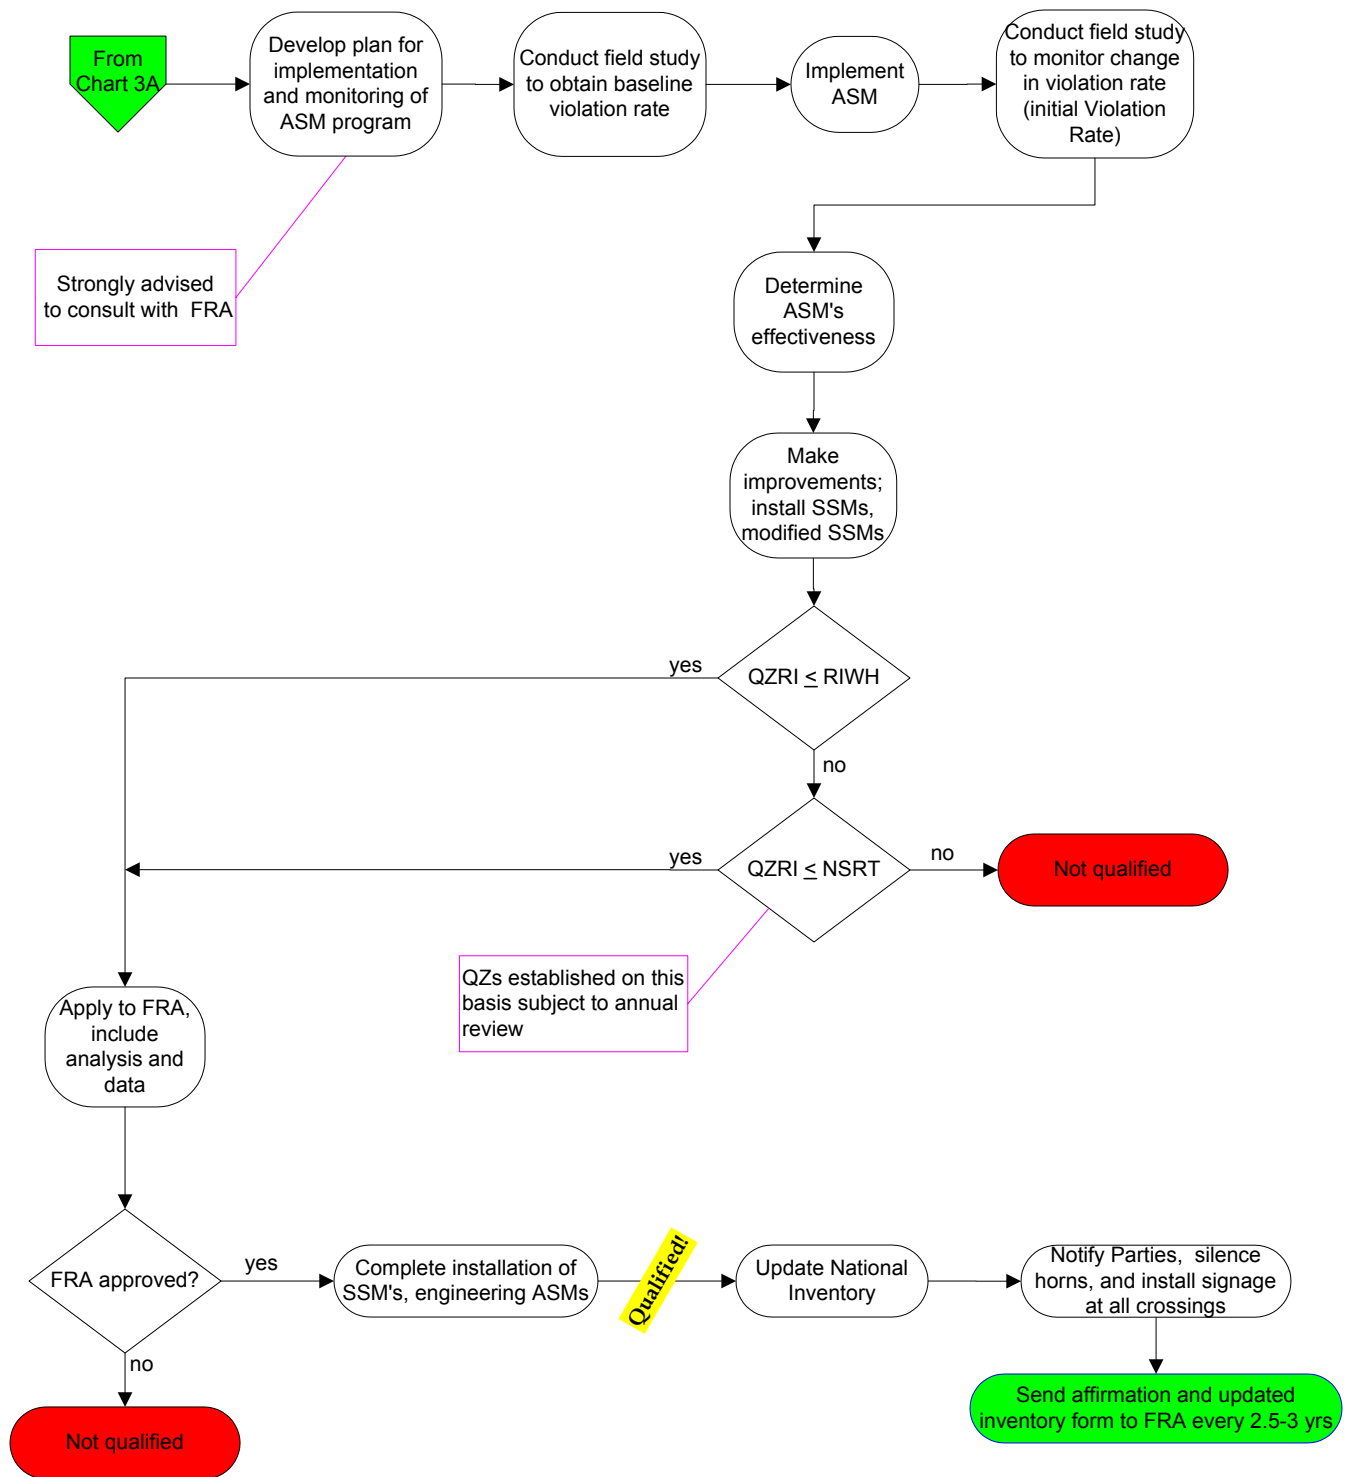 From
Chart 3A
Develop plan for
implementation
and monitoring of
ASM program
Conduct field study
to obtain baseline
violation rate
Implement
ASM
Conduct field study
to monitor change
in violation rate
(initial Violation
Rate)
Strongly advised
to consult with FRA
Determine
ASM's
effectiveness
Make
improvements;
install SSMs,
modified SSMs
QZRI ≤ RIWH
yes
no
QZRI ≤ NSRT
yes
no
Not qualified
QZs established on this
basis subject to annual
review
Apply to FRA,
include
analysis and
data
FRA approved?
yes
no
Not qualified
Complete installation of
SSM's, engineering ASMs
Qualified!
Update National
Inventory
Notify Parties, silence
horns, and install signage
at all crossings
Send affirmation and updated
inventory form to FRA every 2.5-3 yrs